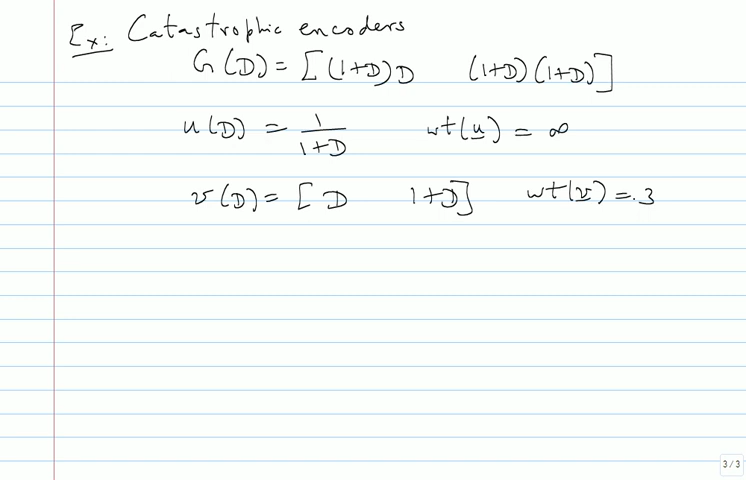 Ex: Catastrophic encoders
G(D) = [(1+D)D (1+D)(1+D)]
u(D) = 1/(1+D) wt(u) = ∞
v(D) = [D 1+D] wt(v) = 3
3/3